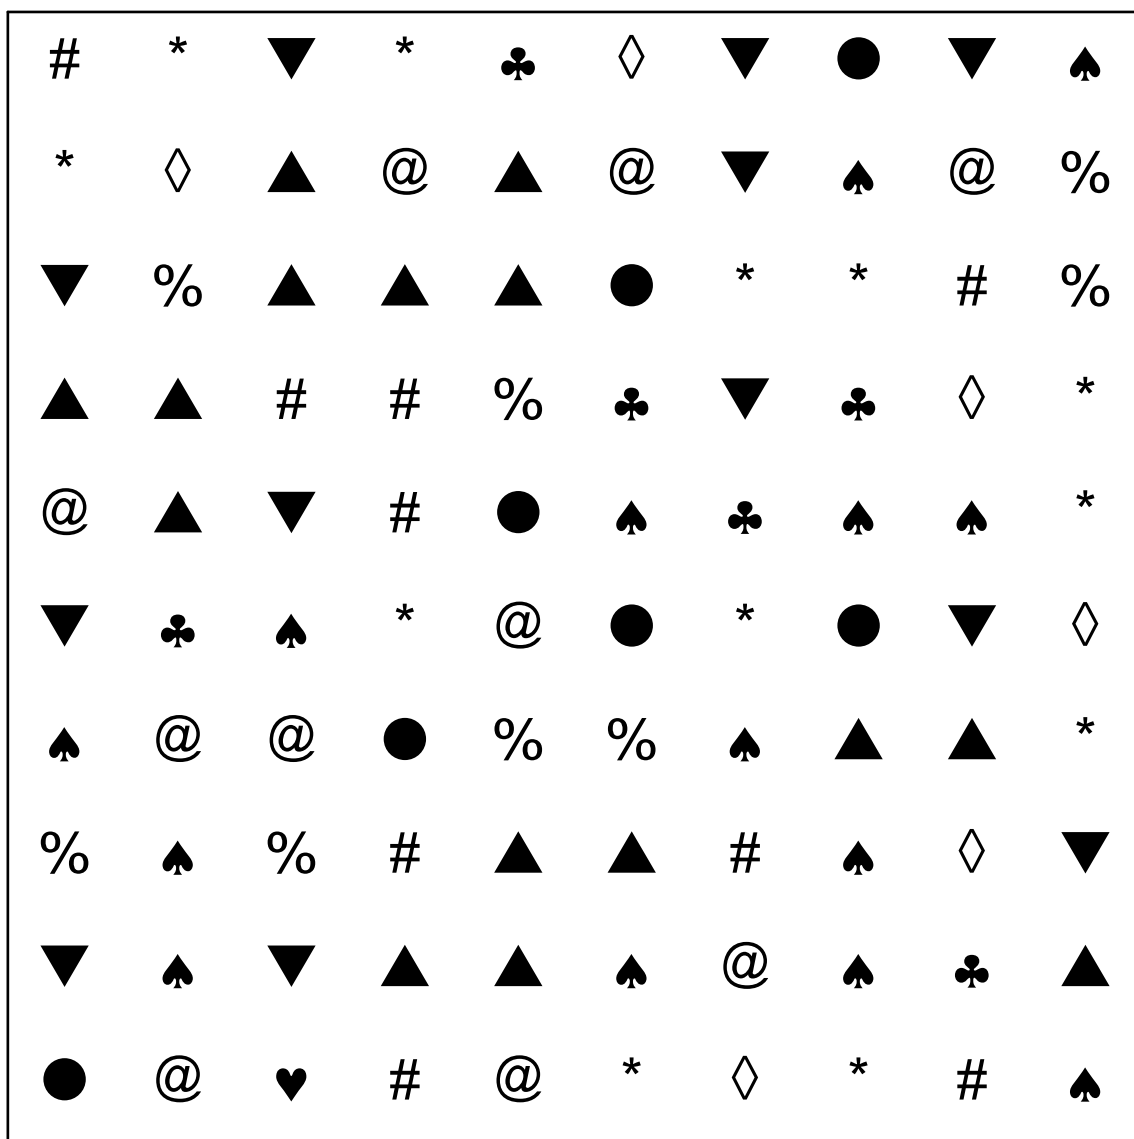 # * ▼ * ♣ ◊ ▼ ● ▼ ♠
* ◊ ▲ @ ▲ @ ▼ ♠ @ %
▼ % ▲ ▲ ▲ ● * * # %
▲ ▲ # # % ♣ ▼ ♣ ◊ *
@ ▲ ▼ # ● ♠ ♣ ♠ ♠ *
▼ ♣ ♠ * @ ● * ● ▼ ◊
♠ @ @ ● % % ♠ ▲ ▲ *
% ♠ % # ▲ ▲ # ♠ ◊ ▼
▼ ♠ ▼ ▲ ▲ ♠ @ ♠ ♣ ▲
● @ ♥ # @ * ◊ * # ♠